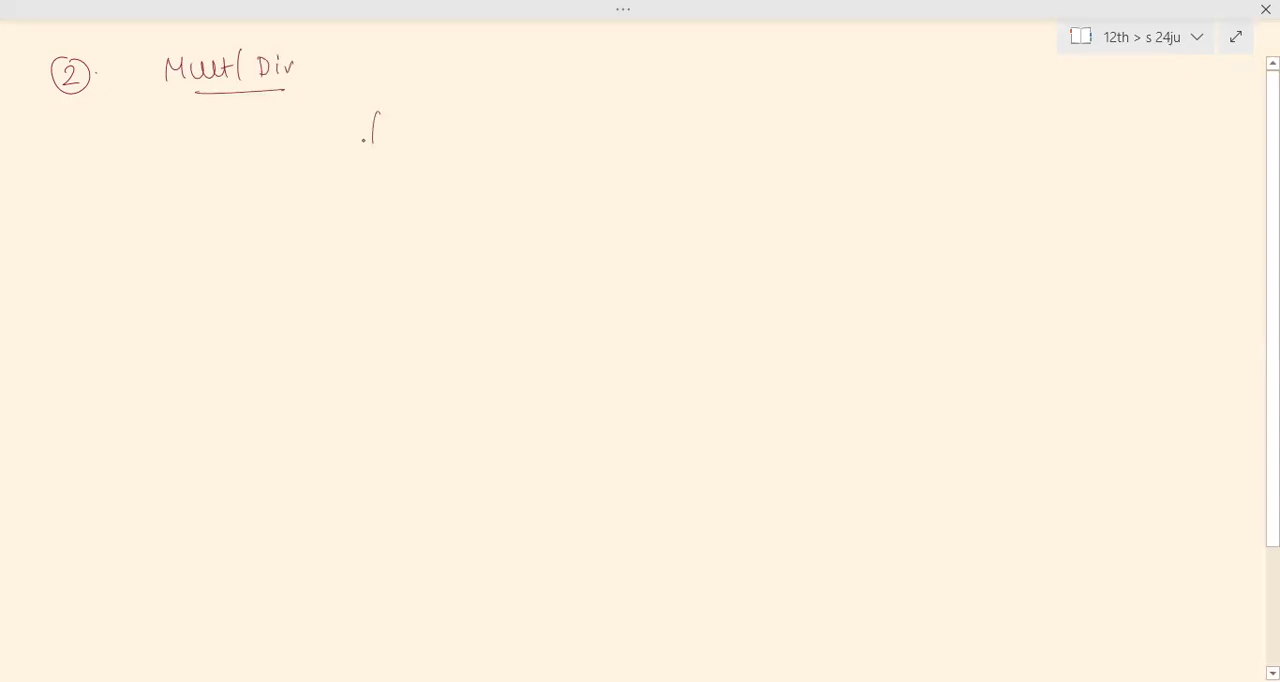 ...
12th > s 24ju
② Mult/ Div